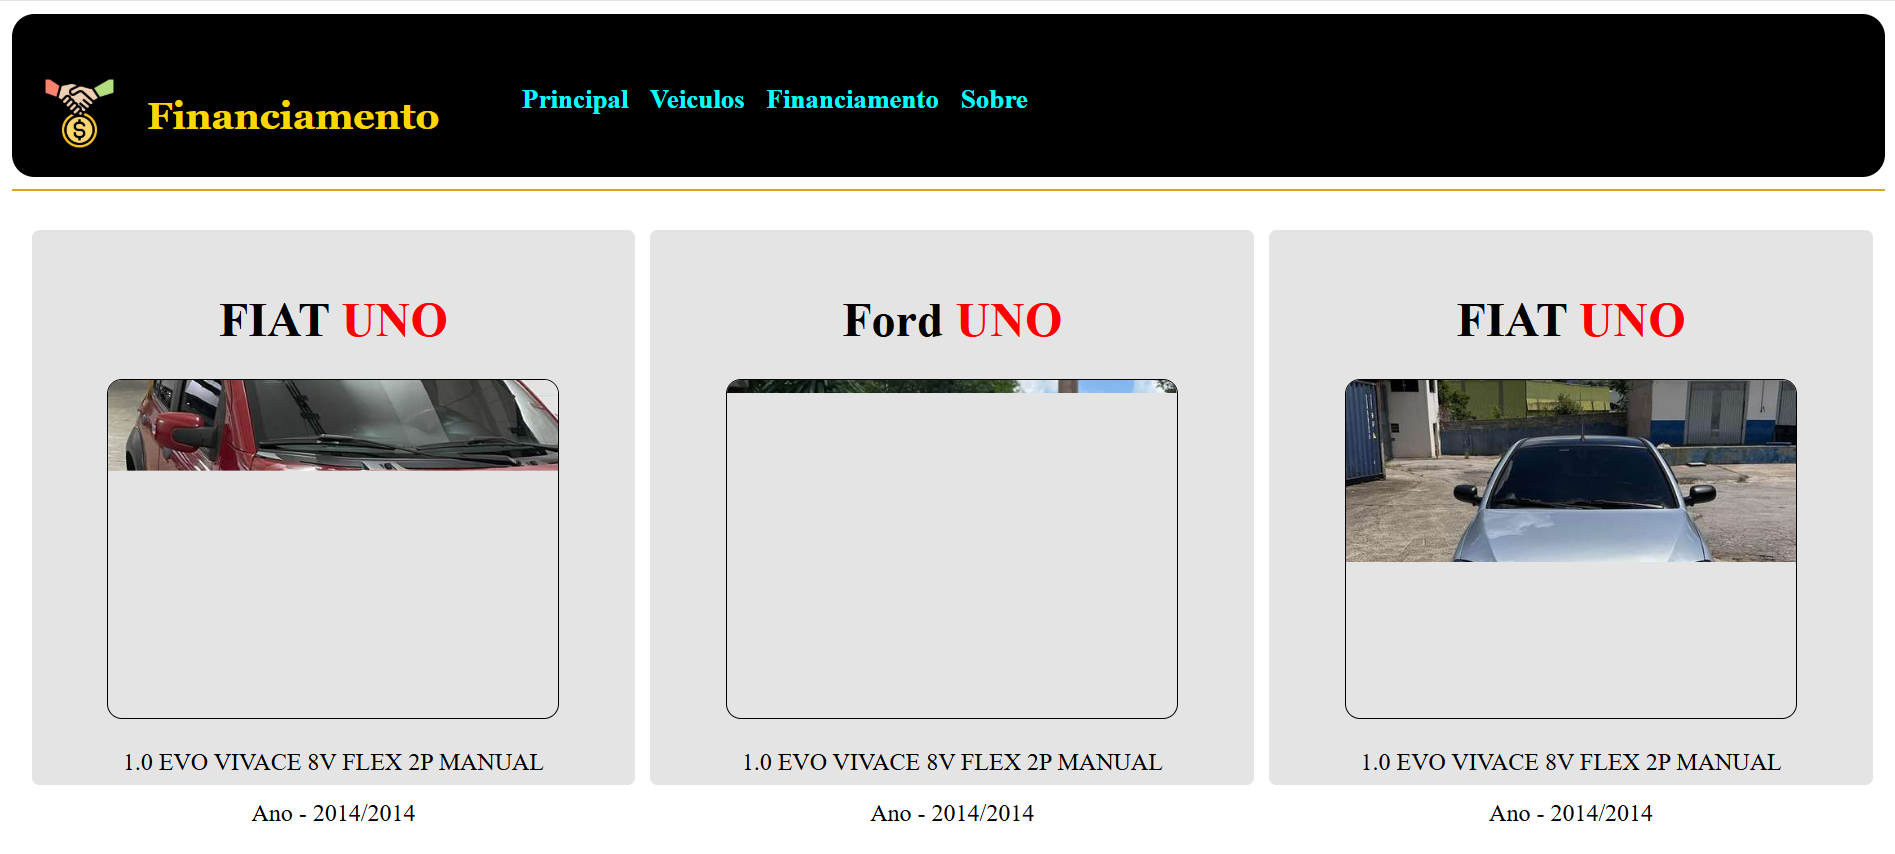 $
Financiamento
Principal Veiculos Financiamento Sobre
FIAT UNO
1.0 EVO VIVACE 8V FLEX 2P MANUAL
Ano - 2014/2014
Ford UNO
1.0 EVO VIVACE 8V FLEX 2P MANUAL
Ano - 2014/2014
FIAT UNO
1.0 EVO VIVACE 8V FLEX 2P MANUAL
Ano - 2014/2014